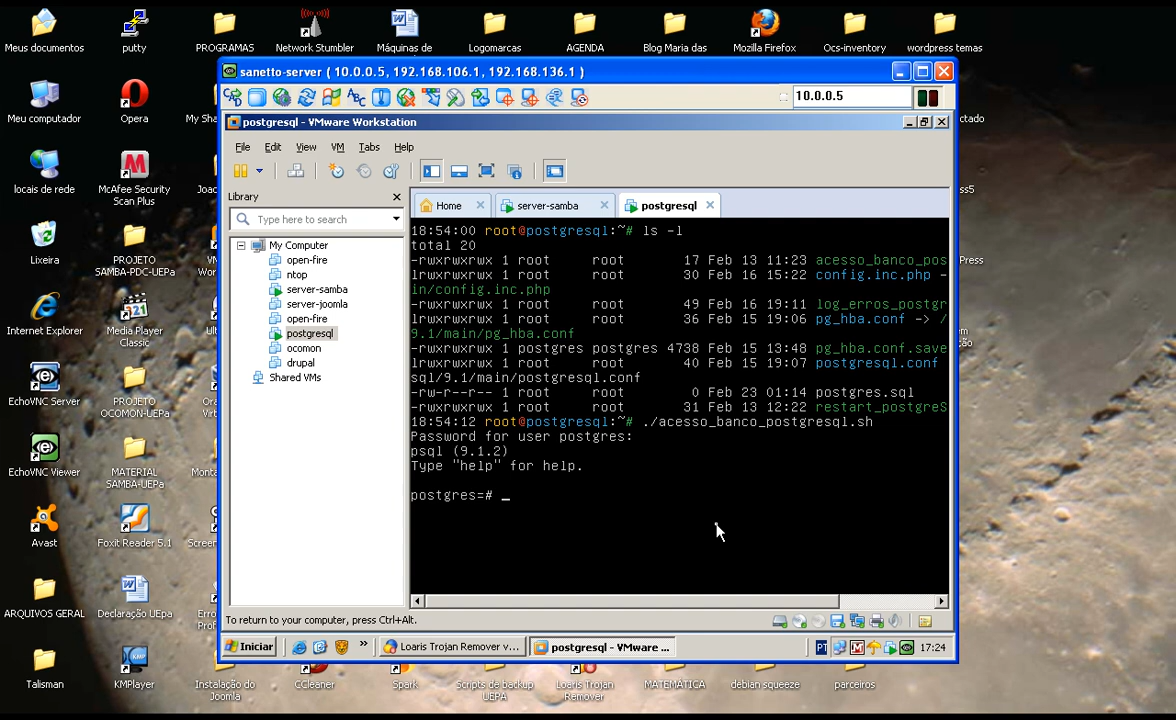 Meus documentos
putty
PROGRAMAS
Network Stumbler
Máquinas de
Logomarcas
AGENDA
Blog Maria das
Mozilla Firefox
Ocs-inventory
wordpress temas
sanetto-server ( 10.0.0.5, 192.168.106.1, 192.168.136.1 )
10.0.0.5
postgresql - VMware Workstation
File Edit View VM Tabs Help
Library
Type here to search
Home
server-samba
postgresql
My Computer
open-fire
ntop
server-samba
server-joomla
open-fire
postgresql
ocomon
drupal
Shared VMs
18:54:00 root@postgresql:~# ls -l
total 20
-rwxrwxrwx 1 root     root       17 Feb 13 11:23 acesso_banco_pos
lrwxrwxrwx 1 root     root       30 Feb 16 15:22 config.inc.php -
in/config.inc.php
-rwxrwxrwx 1 root     root       49 Feb 16 19:11 log_erros_postgr
lrwxrwxrwx 1 root     root       36 Feb 15 19:06 pg_hba.conf -> /
9.1/main/pg_hba.conf
-rwxrwxrwx 1 postgres postgres 4738 Feb 15 13:48 pg_hba.conf.save
lrwxrwxrwx 1 root     root       40 Feb 15 19:07 postgresql.conf
sql/9.1/main/postgresql.conf
-rw-r--r-- 1 root     root        0 Feb 23 01:14 postgres.sql
-rwxrwxrwx 1 root     root       31 Feb 13 12:22 restart_postgreS
18:54:12 root@postgresql:~# ./acesso_banco_postgresql.sh
Password for user postgres:
psql (9.1.2)
Type "help" for help.
postgres=# _
To return to your computer, press Ctrl+Alt.
Iniciar
Loaris Trojan Remover v...
postgresql - VMware ...
PT
17:24
Meu computador
Opera
My Sha
locais de rede
McAfee Security
Scan Plus
Lixeira
PROJETO
SAMBA-PDC-UEPa
Internet Explorer
Media Player
Classic
EchoVNC Server
PROJETO
OCOMON-UEPa
EchoVNC Viewer
MATERIAL
SAMBA-UEPa
Avast
Foxit Reader 5.1
ARQUIVOS GERAL
Declaração UEpa
Talisman
KMPlayer
Instalação do
Joomla
CCleaner
Spark
Scripts de backup
UEPA
Loaris Trojan
Remover
MATEMÁTICA
debian squeeze
parceiros